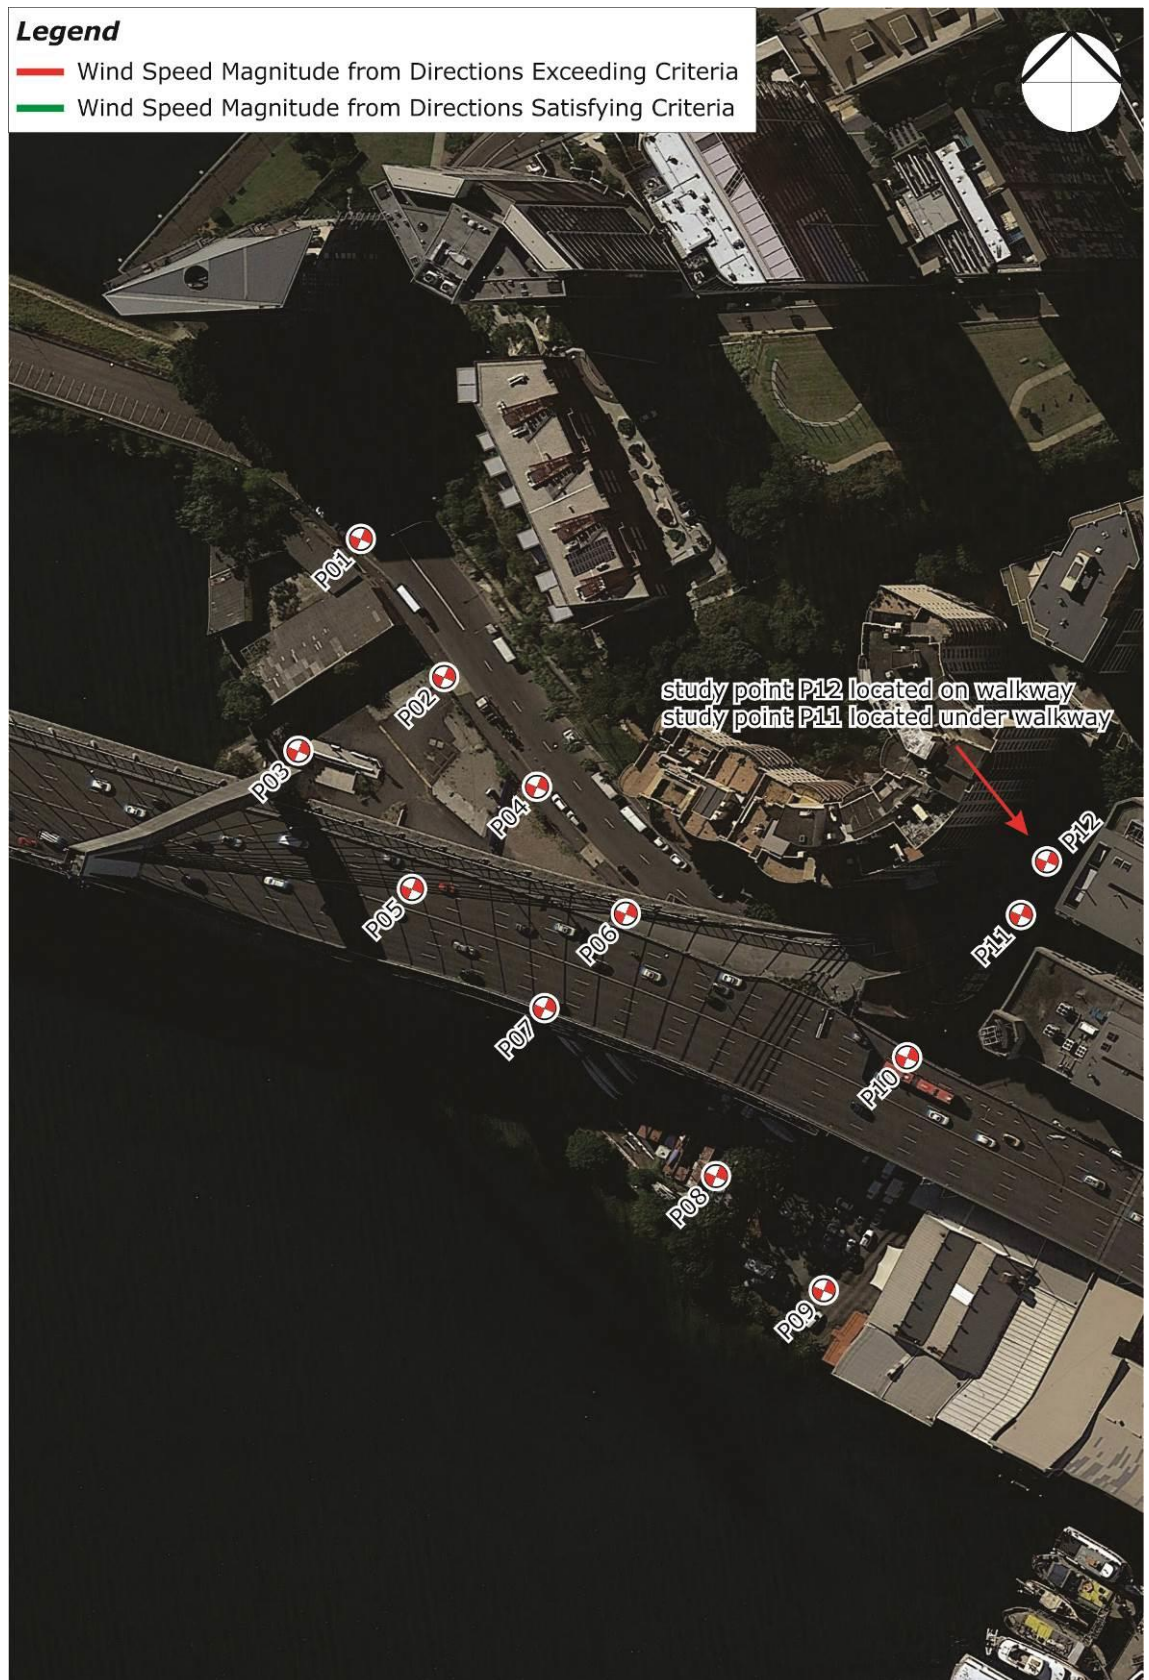 Legend
Wind Speed Magnitude from Directions Exceeding Criteria
Wind Speed Magnitude from Directions Satisfying Criteria
P01
P02
study point P12 located on walkway
study point P11 located under walkway
P03
P04
P12
P05
P06
P11
P07
P10
P08
P09